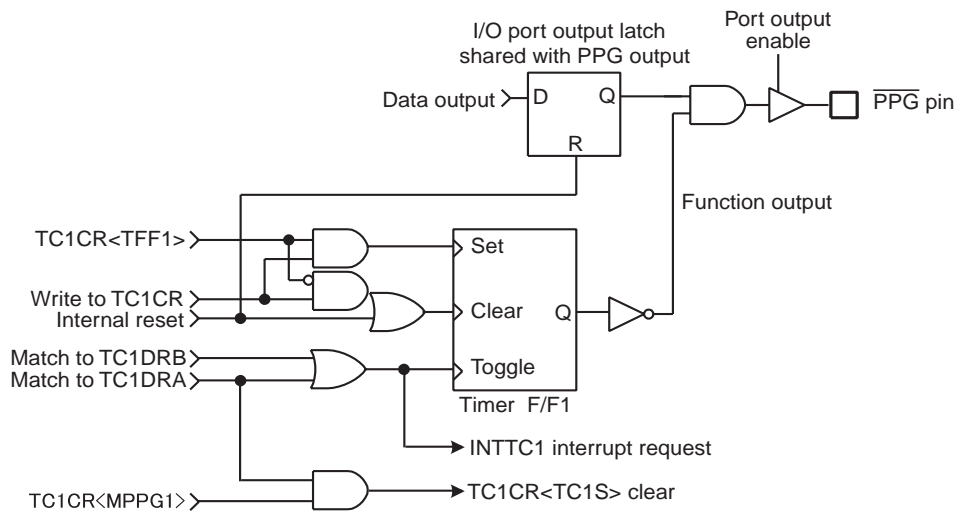 Port output
enable
I/O port output latch
shared with PPG output
Data output
D
Q
R
PPG pin
Function output
TC1CR<TFF1>
Set
Write to TC1CR
Internal reset
Clear
Q
Match to TC1DRB
Match to TC1DRA
Toggle
Timer F/F1
INTTC1 interrupt request
TC1CR<MPPG1>
TC1CR<TC1S> clear